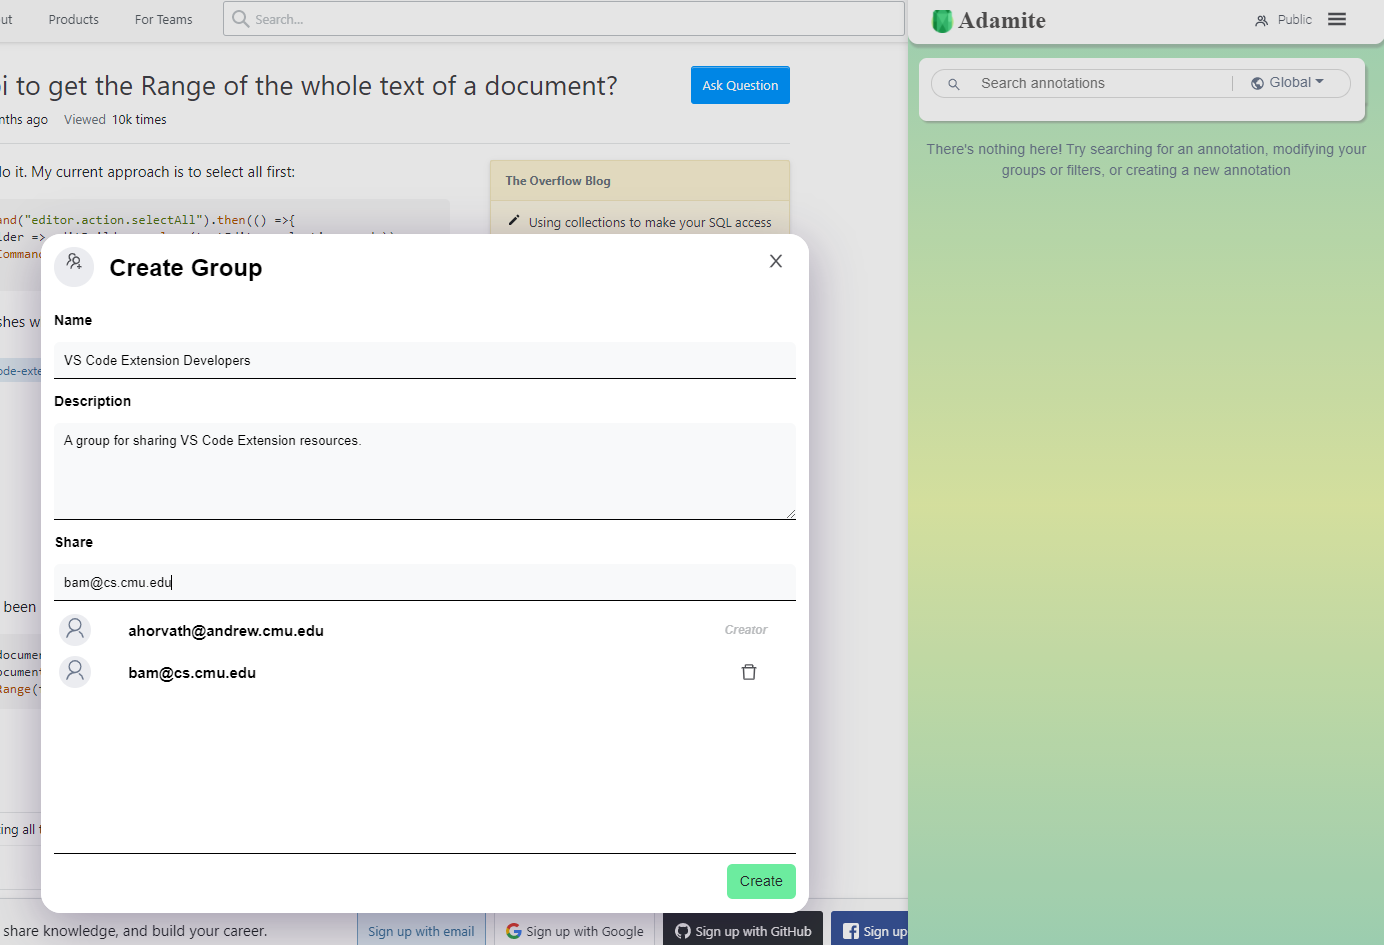 ut
Products
For Teams
Search...
Adamite
Public
i to get the Range of the whole text of a document?
Ask Question
nths ago Viewed 10k times
Search annotations
Global
There's nothing here! Try searching for an annotation, modifying your
groups or filters, or creating a new annotation
lo it. My current approach is to select all first:
The Overflow Blog
Using collections to make your SQL access
and("editor.action.selectAll").then(() =>{
lder =>
Comman
Create Group
Name
shes w
VS Code Extension Developers
ode-exte
Description
A group for sharing VS Code Extension resources.
Share
bam@cs.cmu.edu
been
ahorvath@andrew.cmu.edu
Creator
documen
ocument
bam@cs.cmu.edu
Range(
ing all t
Create
share knowledge, and build your career.
Sign up with email
Sign up with Google
Sign up with GitHub
Sign up